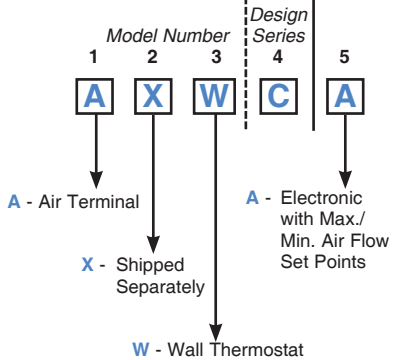 Design
Model Number Series
1 2 3 4 5
A X W C A
A - Air Terminal
A - Electronic
with Max./
Min. Air Flow
Set Points
X - Shipped
Separately
W - Wall Thermostat